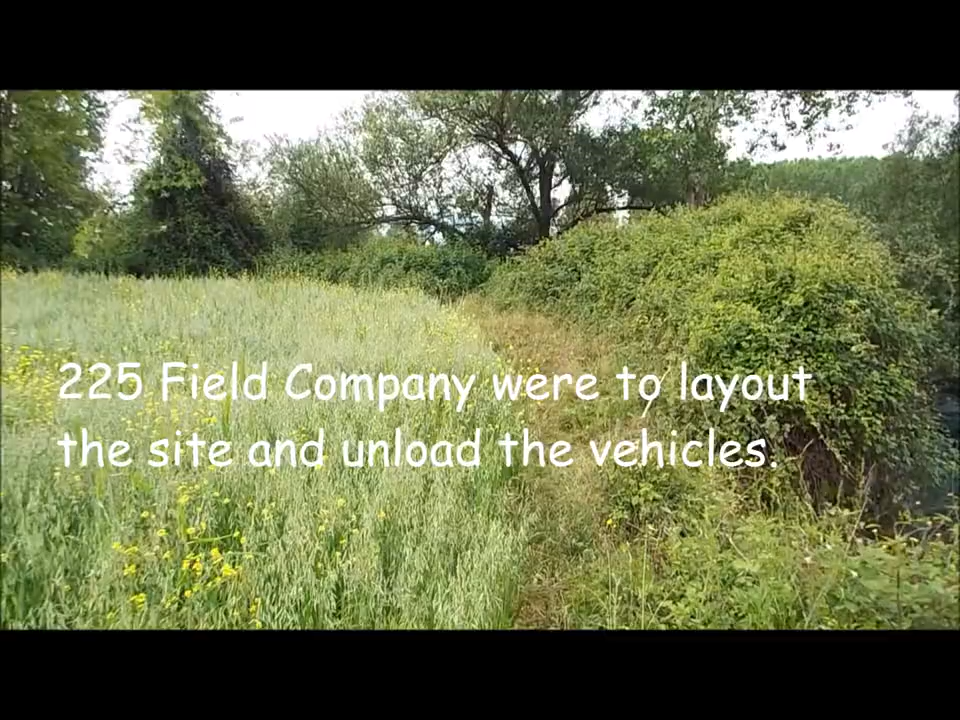 225 Field Company were to layout
the site and unload the vehicles.